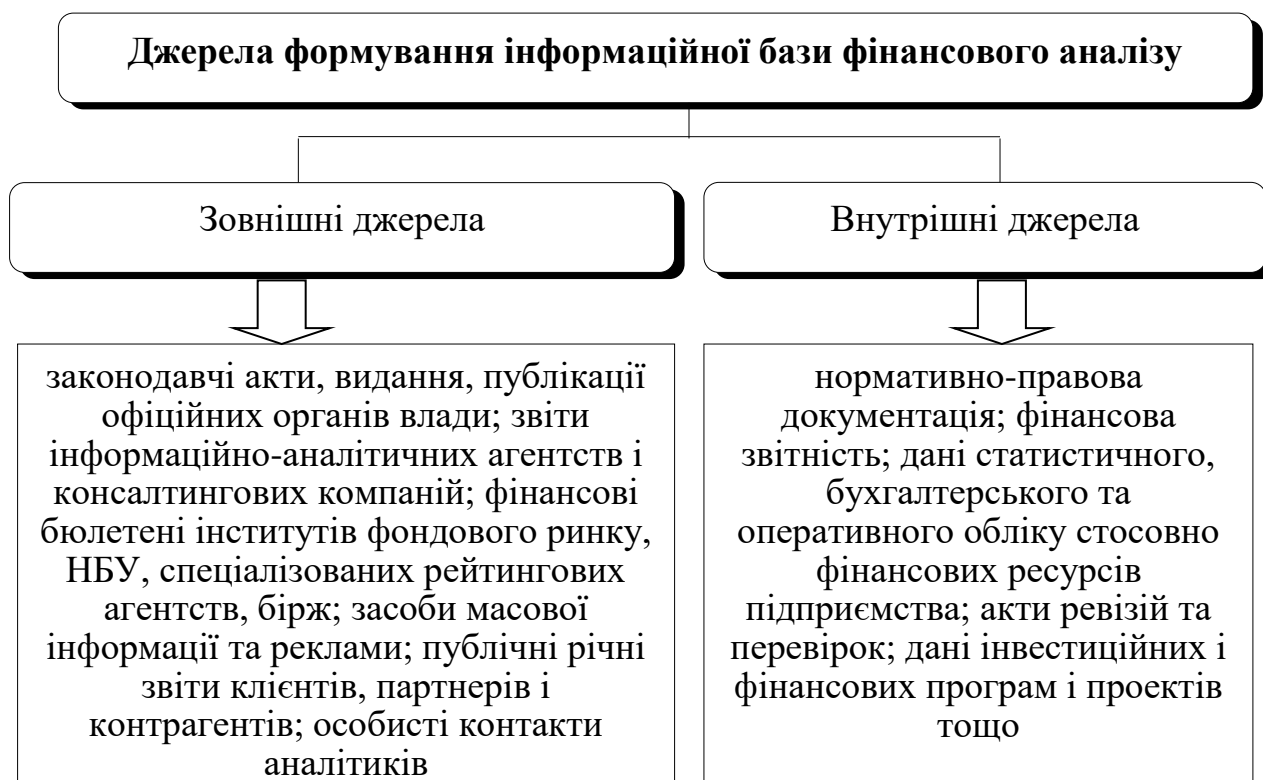 Джерела формування інформаційної бази фінансового аналізу
Зовнішні джерела
Внутрішні джерела
законодавчі акти, видання, публікації
офіційних органів влади; звіти
інформаційно-аналітичних агентств і
консалтингових компаній; фінансові
бюлетені інститутів фондового ринку,
НБУ, спеціалізованих рейтингових
агентств, бірж; засоби масової
інформації та реклами; публічні річні
звіти клієнтів, партнерів і
контрагентів; особисті контакти
аналітиків
нормативно-правова
документація; фінансова
звітність; дані статистичного,
бухгалтерського та
оперативного обліку стосовно
фінансових ресурсів
підприємства; акти ревізій та
перевірок; дані інвестиційних і
фінансових програм і проектів
тощо